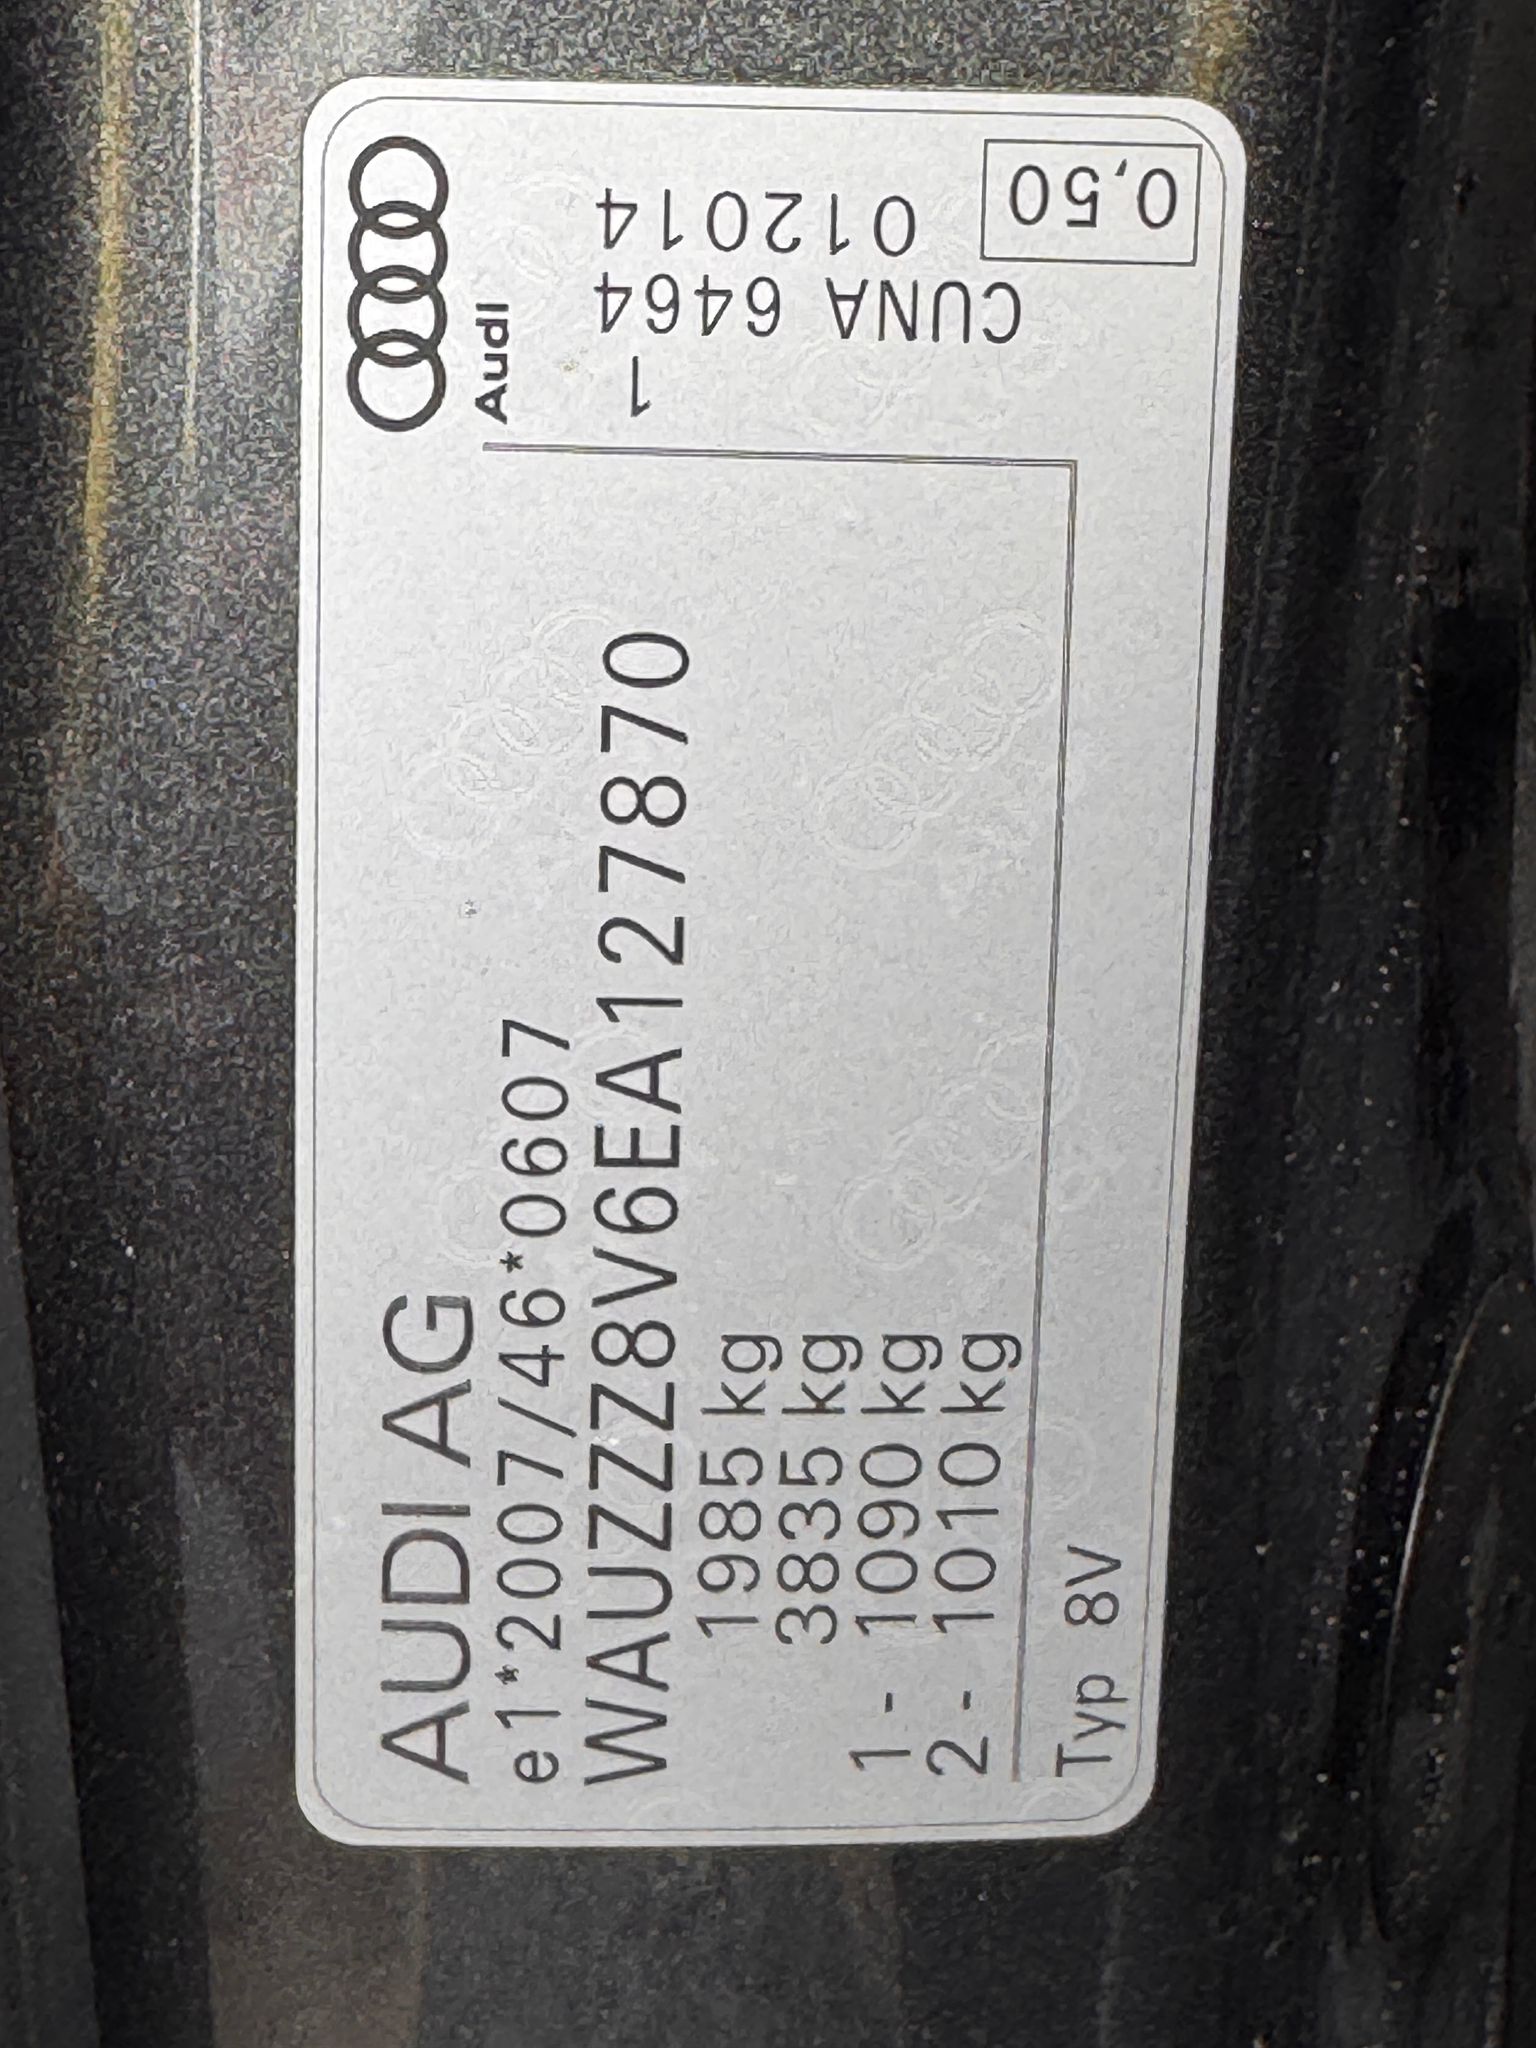 AUDI AG
e1*2007/46*0607
WAUZZZ8V6EA127870
1985 kg
3835 kg
1 - 1090 kg
2 - 1010 kg
Typ 8V
Audi
1
CUNA 6464
012014
0,50